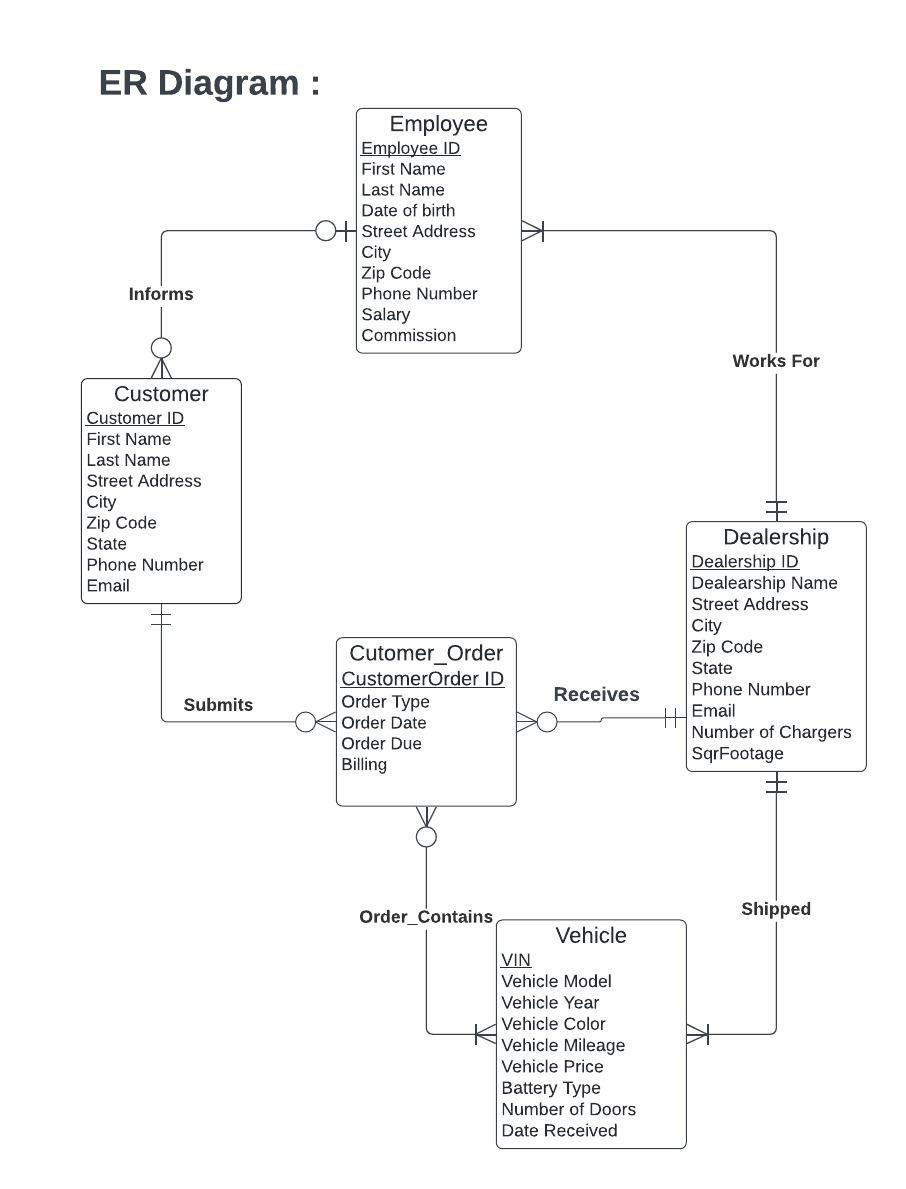 ER Diagram :
Employee
Employee ID
First Name
Last Name
Date of birth
Street Address
City
Zip Code
Phone Number
Salary
Commission
Informs
Works For
Customer
Customer ID
First Name
Last Name
Street Address
City
Zip Code
State
Phone Number
Email
Dealership
Dealership ID
Dealearship Name
Street Address
City
Zip Code
State
Phone Number
Email
Number of Chargers
SqrFootage
Submits
Cutomer_Order
CustomerOrder ID
Order Type
Order Date
Order Due
Billing
Receives
Order_Contains
Shipped
Vehicle
VIN
Vehicle Model
Vehicle Year
Vehicle Color
Vehicle Mileage
Vehicle Price
Battery Type
Number of Doors
Date Received